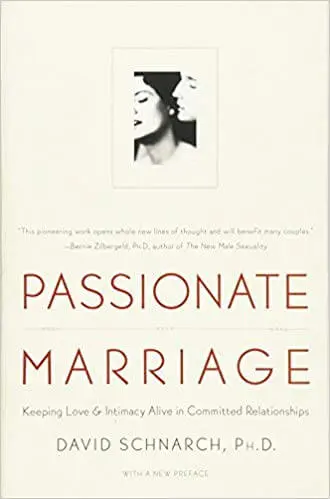 "This pioneering work opens whole new lines of thought and will benefit many couples."
—Bernie Zilbergeld, Ph.D., author of The New Male Sexuality
PASSIONATE
MARRIAGE
Keeping Love & Intimacy Alive in Committed Relationships
DAVID SCHNARCH, PH.D.
WITH A NEW PREFACE